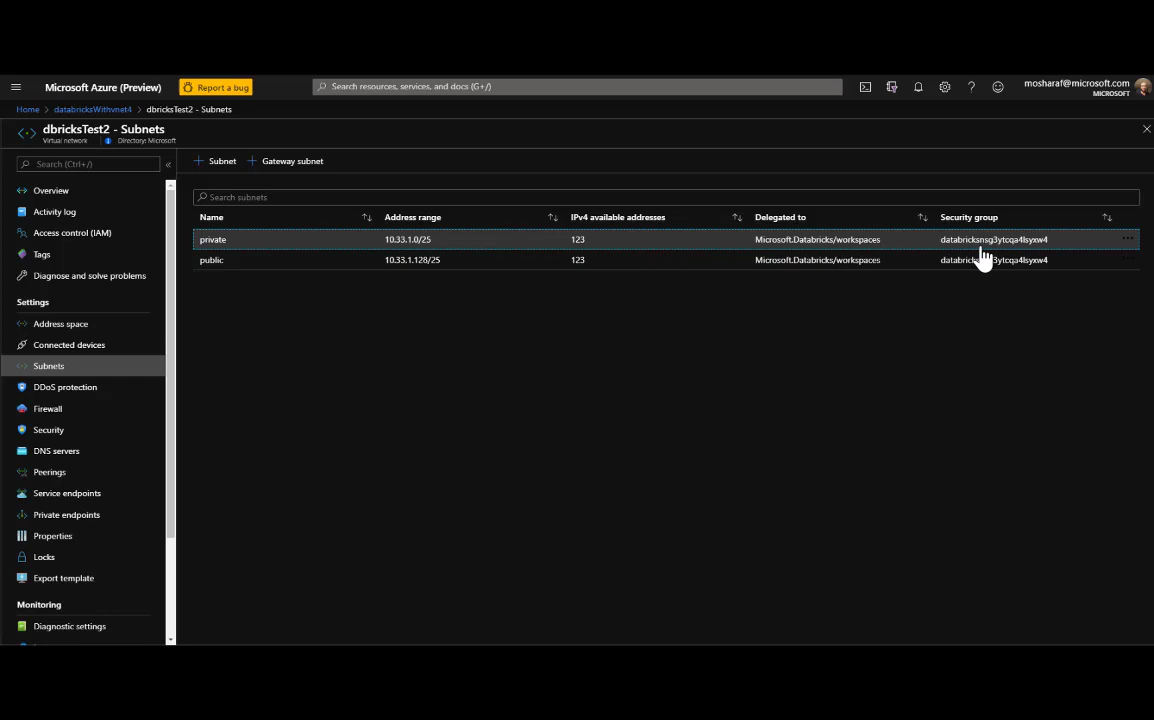 Microsoft Azure (Preview)
Report a bug
Search resources, services, and docs (G+/)
mosharaf@microsoft.com
MICROSOFT
Home > databricksWithvnet4 > dbricksTest2 - Subnets
dbricksTest2 - Subnets
Virtual network
Directory: Microsoft
Search (Ctrl+/)
Overview
Activity log
Access control (IAM)
Tags
Diagnose and solve problems
Settings
Address space
Connected devices
Subnets
DDoS protection
Firewall
Security
DNS servers
Peerings
Service endpoints
Private endpoints
Properties
Locks
Export template
Monitoring
Diagnostic settings
+ Subnet + Gateway subnet
Search subnets
Name Address range IPv4 available addresses Delegated to Security group
private 10.33.1.0/25 123 Microsoft.Databricks/workspaces databricksnsg3ytcqa4lsyxw4
public 10.33.1.128/25 123 Microsoft.Databricks/workspaces